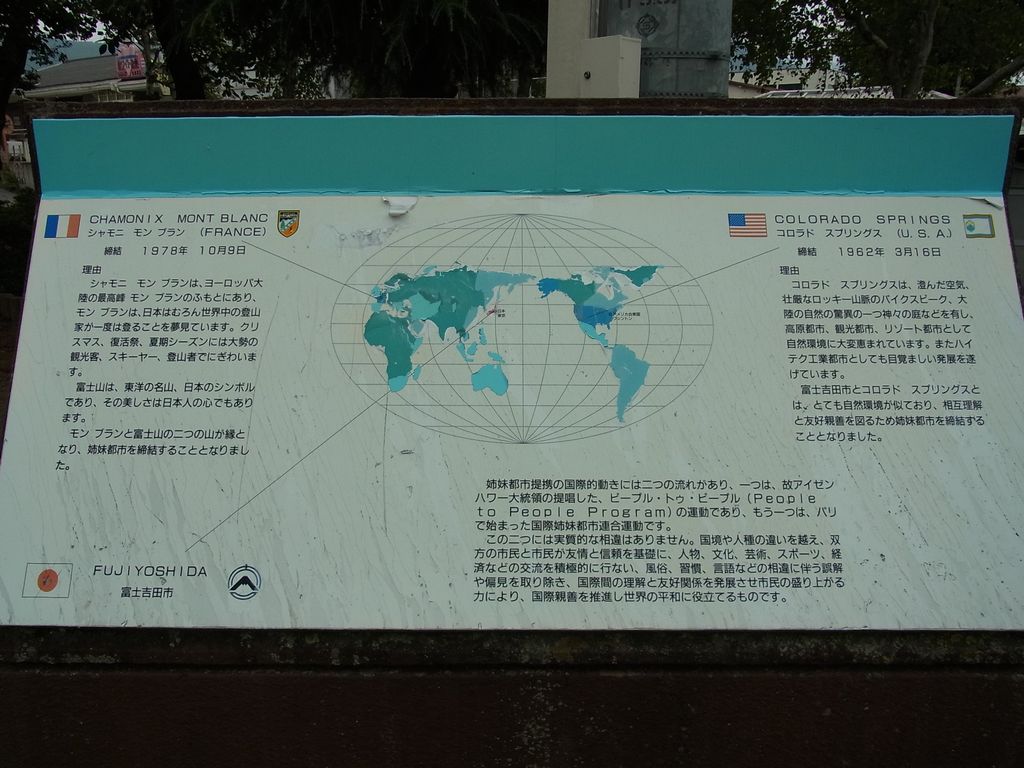 CHAMONIX MONT BLANC
シャモニ モン ブラン (FRANCE)
締結 1978年 10月9日
理由
シャモニ モン ブランは、ヨーロッパ大
陸の最高峰 モン ブランのふもとにあり、
モン ブランは、日本はむろん世界中の登山
家が一度は登ることを夢見ています。クリ
スマス、復活祭、夏期シーズンには大勢の
観光客、スキーヤー、登山者でにぎわいま
す。
富士山は、東洋の名山、日本のシンボル
であり、その美しさは日本人の心でもあり
ます。
モン ブランと富士山の二つの山が縁と
なり、姉妹都市を締結することとなりまし
た。
COLORADO SPRINGS
コロラド スプリングス (U.S.A.)
締結 1962年 3月16日
理由
コロラド スプリングスは、澄んだ空気、
壮厳なロッキー山脈のパイクスピーク、大
陸の自然の驚異の一つ神々の庭などを有し、
高原都市、観光都市、リゾート都市として
自然環境に大変恵まれています。またハイ
テク工業都市としても目覚ましい発展を遂
げています。
富士吉田市とコロラド スプリングスと
は、とても自然環境が似ており、相互理解
と友好親善を図るため姉妹都市を締結する
こととなりました。
日本
東京
アメリカ合衆国
ワシントン
姉妹都市提携の国際的動きには二つの流れがあり、一つは、故アイゼン
ハワー大統領の提唱した、ピープル・トゥ・ピープル (People
to People Program) の運動であり、もう一つは、パリ
で始まった国際姉妹都市連合運動です。
この二つには実質的な相違はありません。国境や人種の違いを越え、双
方の市民と市民が友情と信頼を基礎に、人物、文化、芸術、スポーツ、経
済などの交流を積極的に行ない、風俗、習慣、言語などの相違に伴う誤解
や偏見を取り除き、国際間の理解と友好関係を発展させ市民の盛り上がる
力により、国際親善を推進し世界の平和に役立てるものです。
FUJIYOSHIDA
富士吉田市